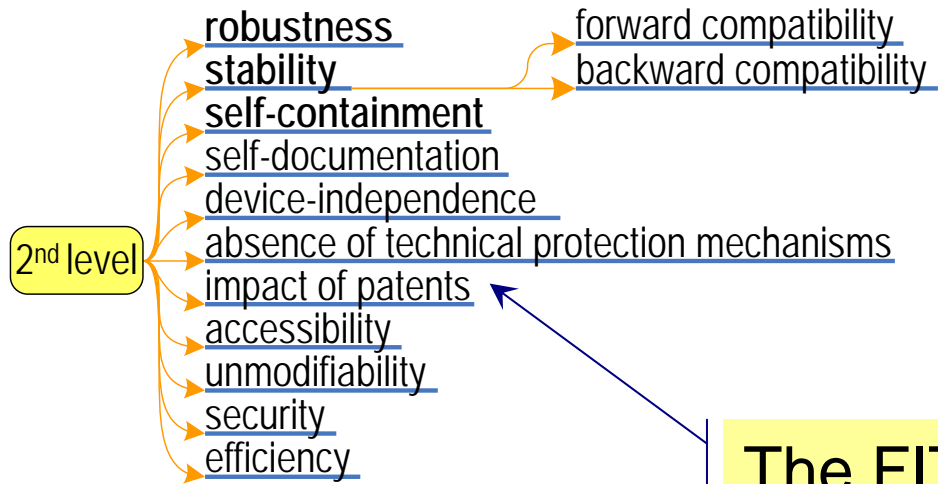 robustness
stability
self-containment
self-documentation
device-independence
absence of technical protection mechanisms
impact of patents
accessibility
unmodifiability
security
efficiency
forward compatibility
backward compatibility
2nd level
The